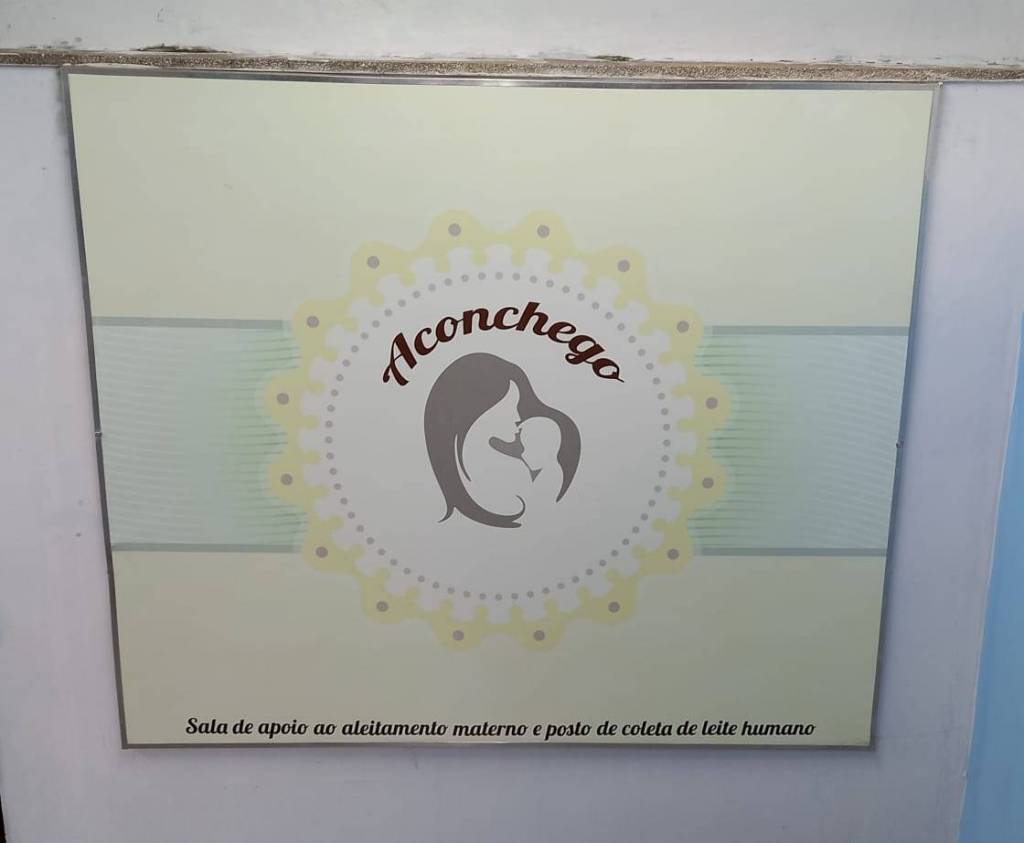 Aconchego
Sala de apoio ao aleitamento materno e posto de coleta de leite humano